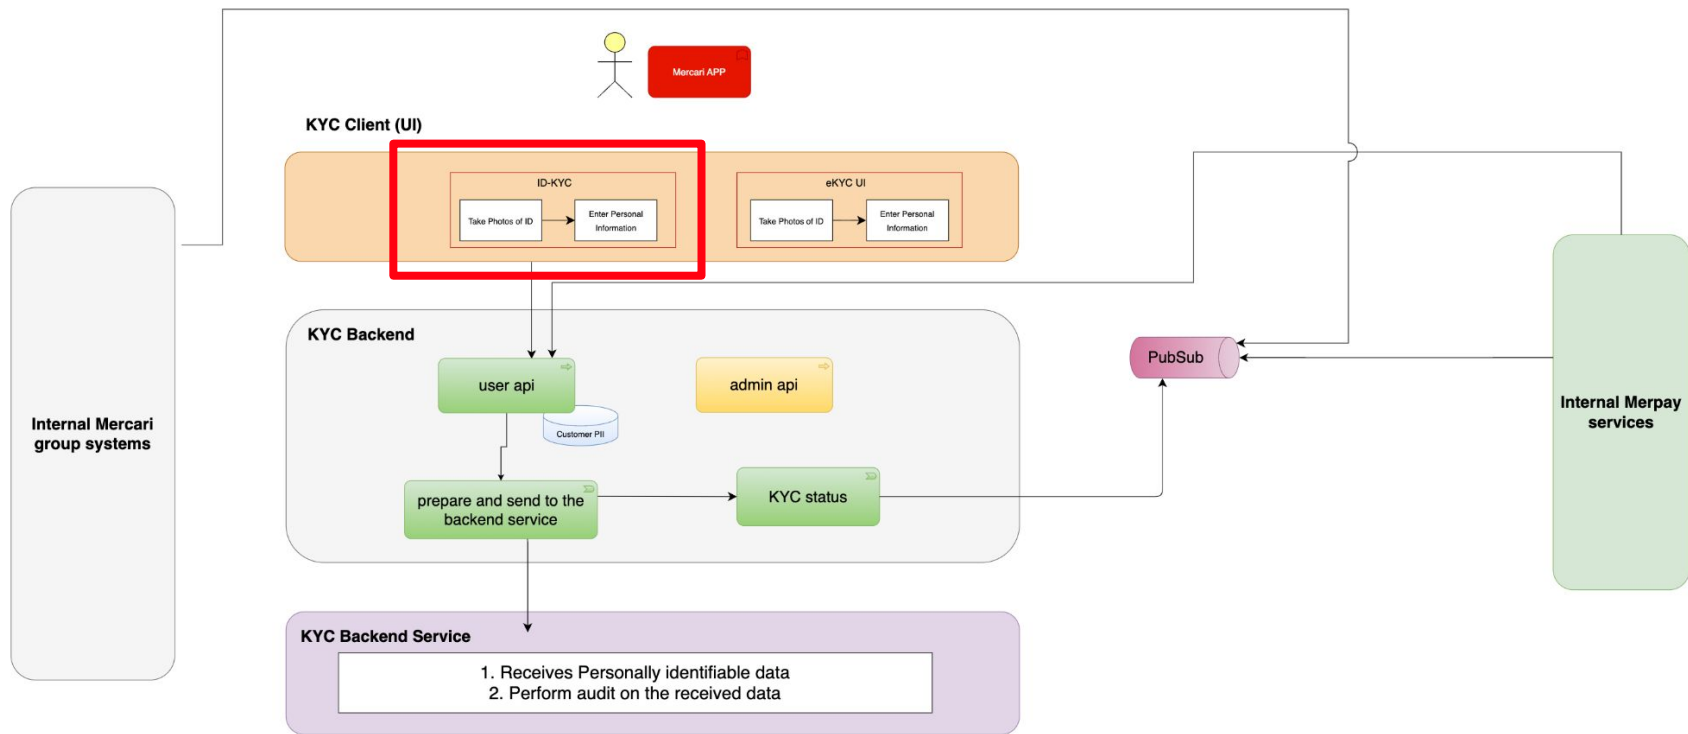 Mercari APP
KYC Client (UI)
ID-KYC
Take Photos of ID
Enter Personal
Information
eKYC UI
Take Photos of ID
Enter Personal
Information
KYC Backend
user api
Customer PII
admin api
prepare and send to the
backend service
KYC status
PubSub
Internal Mercari
group systems
Internal Merpay
services
KYC Backend Service
1. Receives Personally identifiable data
2. Perform audit on the received data